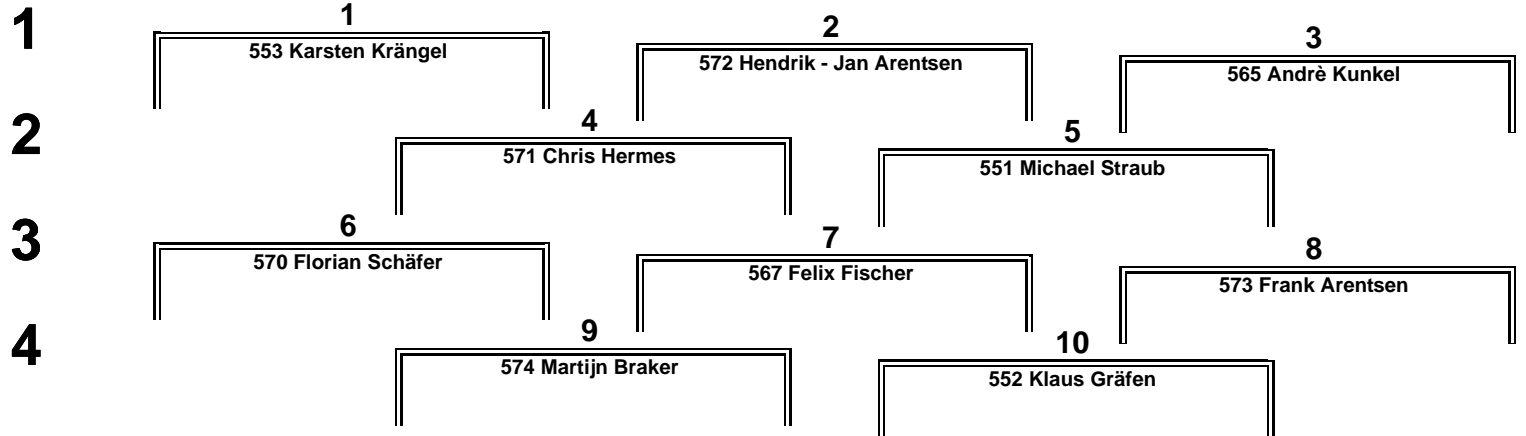 1
1
2
3
553 Karsten Krängel
572 Hendrik - Jan Arentsen
565 Andrè Kunkel
2
4
5
571 Chris Hermes
551 Michael Straub
3
6
7
8
570 Florian Schäfer
567 Felix Fischer
573 Frank Arentsen
4
9
10
574 Martijn Braker
552 Klaus Gräfen